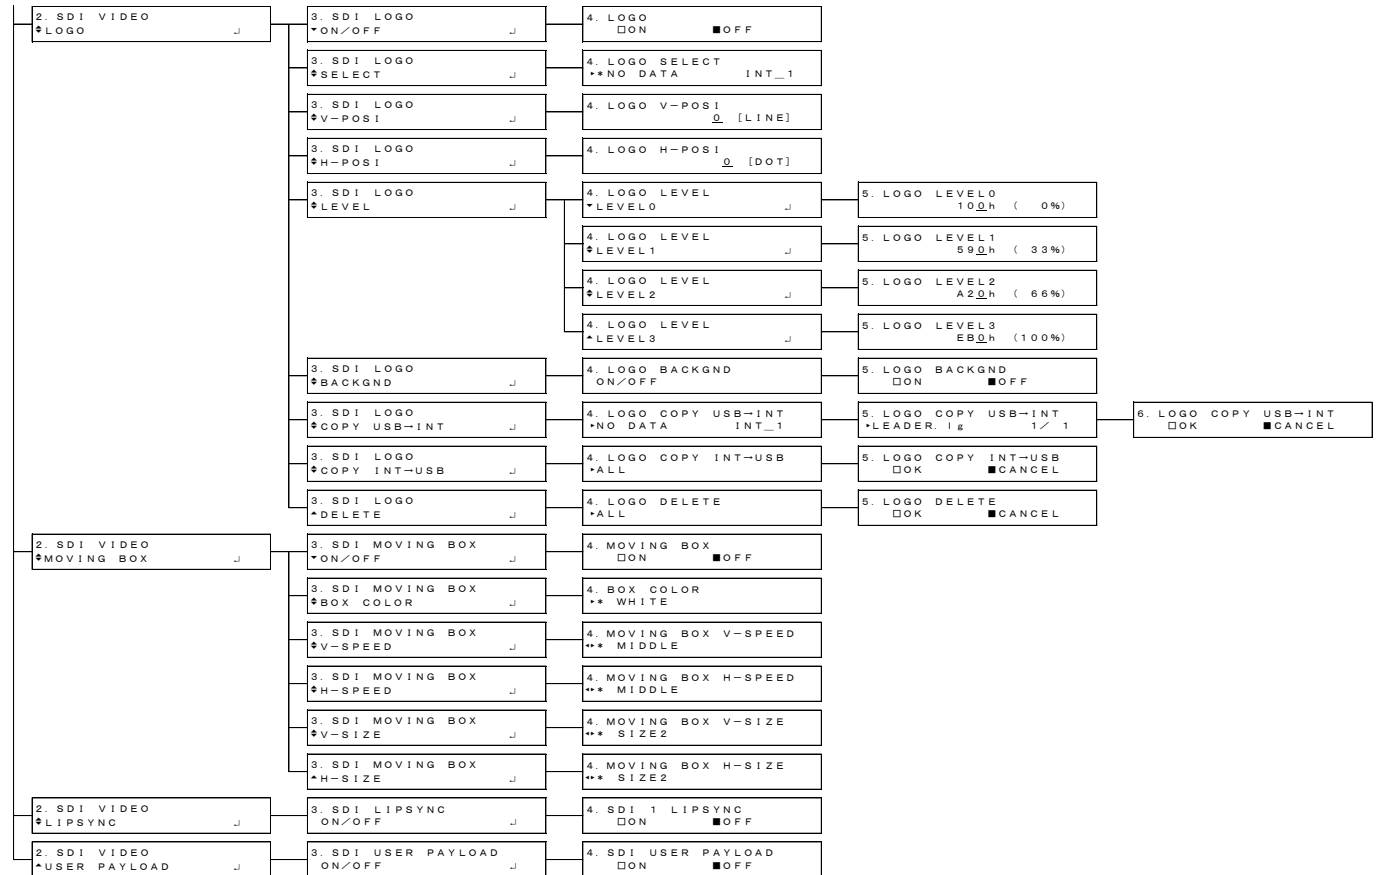 2. SDI VIDEO
♦LOGO ↵
3. SDI LOGO
▾ON/OFF ↵
4. LOGO
□ON ■OFF
3. SDI LOGO
♦SELECT ↵
4. LOGO SELECT
▸*NO DATA INT_1
3. SDI LOGO
♦V-POSI ↵
4. LOGO V-POSI
0 [LINE]
3. SDI LOGO
♦H-POSI ↵
4. LOGO H-POSI
0 [DOT]
3. SDI LOGO
♦LEVEL ↵
4. LOGO LEVEL
▾LEVEL0 ↵
5. LOGO LEVEL0
100h ( 0%)
4. LOGO LEVEL
♦LEVEL1 ↵
5. LOGO LEVEL1
590h ( 33%)
4. LOGO LEVEL
♦LEVEL2 ↵
5. LOGO LEVEL2
A20h ( 66%)
4. LOGO LEVEL
▴LEVEL3 ↵
5. LOGO LEVEL3
EB0h (100%)
3. SDI LOGO
♦BACKGND ↵
4. LOGO BACKGND
ON/OFF
5. LOGO BACKGND
□ON ■OFF
3. SDI LOGO
♦COPY USB→INT ↵
4. LOGO COPY USB→INT
▸NO DATA INT_1
5. LOGO COPY USB→INT
▸LEADER.lg 1/ 1
6. LOGO COPY USB→INT
□OK ■CANCEL
3. SDI LOGO
♦COPY INT→USB ↵
4. LOGO COPY INT→USB
▸ALL
5. LOGO COPY INT→USB
□OK ■CANCEL
3. SDI LOGO
▴DELETE ↵
4. LOGO DELETE
▸ALL
5. LOGO DELETE
□OK ■CANCEL
2. SDI VIDEO
♦MOVING BOX ↵
3. SDI MOVING BOX
▾ON/OFF ↵
4. MOVING BOX
□ON ■OFF
3. SDI MOVING BOX
♦BOX COLOR ↵
4. BOX COLOR
▸* WHITE
3. SDI MOVING BOX
♦V-SPEED ↵
4. MOVING BOX V-SPEED
◂▸* MIDDLE
3. SDI MOVING BOX
♦H-SPEED ↵
4. MOVING BOX H-SPEED
◂▸* MIDDLE
3. SDI MOVING BOX
♦V-SIZE ↵
4. MOVING BOX V-SIZE
◂▸* SIZE2
3. SDI MOVING BOX
▴H-SIZE ↵
4. MOVING BOX H-SIZE
◂▸* SIZE2
2. SDI VIDEO
♦LIPSYNC ↵
3. SDI LIPSYNC
ON/OFF ↵
4. SDI 1 LIPSYNC
□ON ■OFF
2. SDI VIDEO
▴USER PAYLOAD ↵
3. SDI USER PAYLOAD
ON/OFF ↵
4. SDI USER PAYLOAD
□ON ■OFF